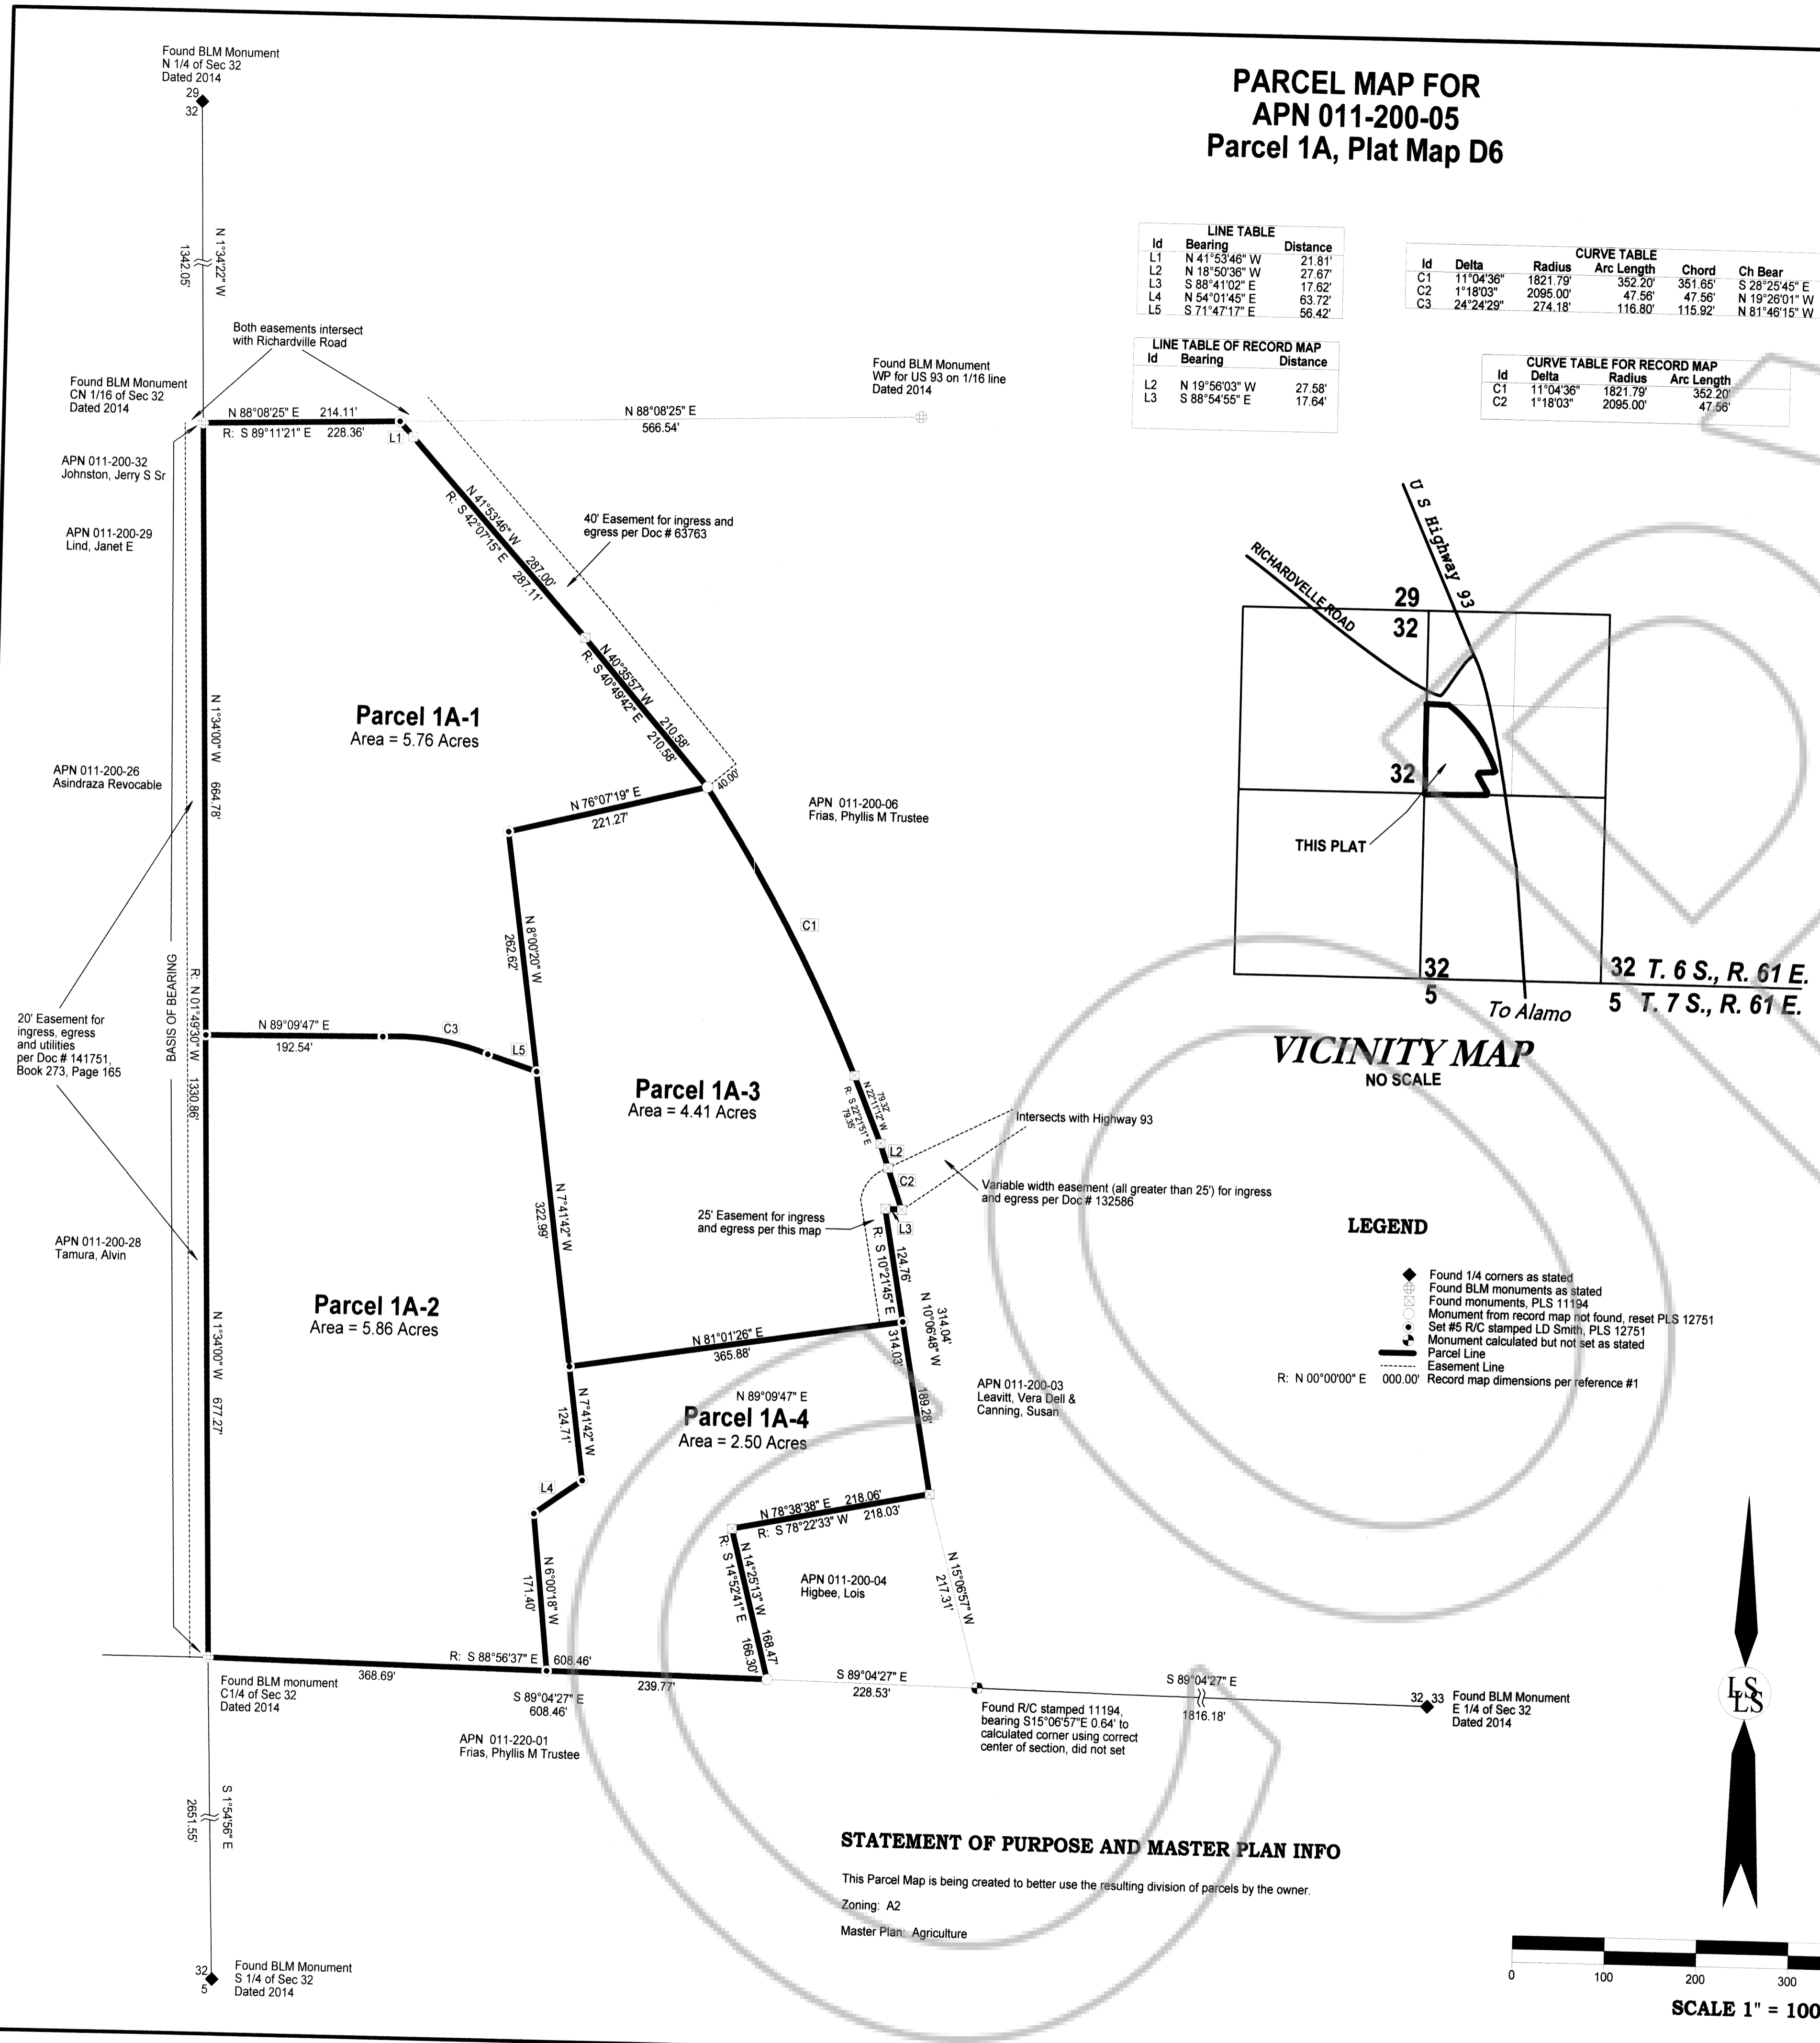 PARCEL MAP FOR
APN 011-200-05
Parcel 1A, Plat Map D6
Found BLM Monument
N 1/4 of Sec 32
Dated 2014
29
32
N 1°34'22" W
1342.05'
LINE TABLE
Id Bearing Distance
L1 N 41°53'46" W 21.81'
L2 N 18°50'36" W 27.67'
L3 S 88°41'02" E 17.62'
L4 N 54°01'45" E 63.72'
L5 S 71°47'17" E 56.42'
CURVE TABLE
Id Delta Radius Arc Length Chord Ch Bear
C1 11°04'36" 1821.79' 352.20' 351.65' S 28°25'45" E
C2 1°18'03" 2095.00' 47.56' 47.56' N 19°26'01" W
C3 24°24'29" 274.18' 116.80' 115.92' N 81°46'15" W
LINE TABLE OF RECORD MAP
Id Bearing Distance
L2 N 19°56'03" W 27.58'
L3 S 88°54'55" E 17.64'
CURVE TABLE FOR RECORD MAP
Id Delta Radius Arc Length
C1 11°04'36" 1821.79' 352.20'
C2 1°18'03" 2095.00' 47.56'
Both easements intersect
with Richardville Road
Found BLM Monument
CN 1/16 of Sec 32
Dated 2014
N 88°08'25" E 214.11'
R: S 89°11'21" E 228.36'
L1
N 88°08'25" E
566.54'
Found BLM Monument
WP for US 93 on 1/16 line
Dated 2014
APN 011-200-32
Johnston, Jerry S Sr
APN 011-200-29
Lind, Janet E
N 41°53'46" W 287.00'
R: S 42°07'15" E 287.11'
40' Easement for ingress and
egress per Doc # 63763
N 40°35'57" W 210.58'
R: S 40°49'42" E 210.58'
40.00'
Parcel 1A-1
Area = 5.76 Acres
N 1°34'00" W 664.78'
APN 011-200-26
Asindraza Revocable
N 76°07'19" E
221.27'
APN 011-200-06
Frias, Phyllis M Trustee
C1
N 8°00'20" W
262.62'
BASIS OF BEARING
R: N 01°49'30" W 1330.86'
20' Easement for
ingress, egress
and utilities
per Doc # 141751,
Book 273, Page 165
N 89°09'47" E
192.54'
C3
L5
Parcel 1A-3
Area = 4.41 Acres
79.32'
N 22°11'12" W
R: S 22°21'51" E
79.35'
L2
C2
L3
Intersects with Highway 93
Variable width easement (all greater than 25') for ingress
and egress per Doc # 132586
25' Easement for ingress
and egress per this map
N 7°41'42" W
322.99'
APN 011-200-28
Tamura, Alvin
N 1°34'00" W 677.27'
Parcel 1A-2
Area = 5.86 Acres
124.76'
R: S 10°21'45" E 314.03'
314.04'
N 10°06'48" W
189.28'
N 81°01'26" E
365.88'
N 89°09'47" E
Parcel 1A-4
Area = 2.50 Acres
APN 011-200-03
Leavitt, Vera Dell &
Canning, Susan
N 7°41'42" W
124.71'
L4
N 78°38'38" E 218.06'
R: S 78°22'33" W 218.03'
N 14°25'13" W 168.47'
R: S 14°52'41" E 166.30'
APN 011-200-04
Higbee, Lois
N 15°06'57" W
217.31'
N 6°00'18" W
171.40'
R: S 88°56'37" E 608.46'
368.69'
239.77'
S 89°04'27" E
608.46'
S 89°04'27" E
228.53'
S 89°04'27" E
1816.18'
32 33
Found BLM Monument
E 1/4 of Sec 32
Dated 2014
Found BLM monument
C1/4 of Sec 32
Dated 2014
Found R/C stamped 11194,
bearing S15°06'57"E 0.64' to
calculated corner using correct
center of section, did not set
APN 011-220-01
Frias, Phyllis M Trustee
S 1°54'56" E
2651.55'
32
5
Found BLM Monument
S 1/4 of Sec 32
Dated 2014
U S Highway 93
RICHARDVELLE ROAD
29
32
32
THIS PLAT
32
5
32 T. 6 S., R. 61 E.
5 T. 7 S., R. 61 E.
To Alamo
VICINITY MAP
NO SCALE
LEGEND
Found 1/4 corners as stated
Found BLM monuments as stated
Found monuments, PLS 11194
Monument from record map not found, reset PLS 12751
Set #5 R/C stamped LD Smith, PLS 12751
Monument calculated but not set as stated
Parcel Line
Easement Line
R: N 00°00'00" E 000.00' Record map dimensions per reference #1
STATEMENT OF PURPOSE AND MASTER PLAN INFO
This Parcel Map is being created to better use the resulting division of parcels by the owner.
Zoning: A2
Master Plan: Agriculture
LS
LS
0 100 200 300
SCALE 1" = 100